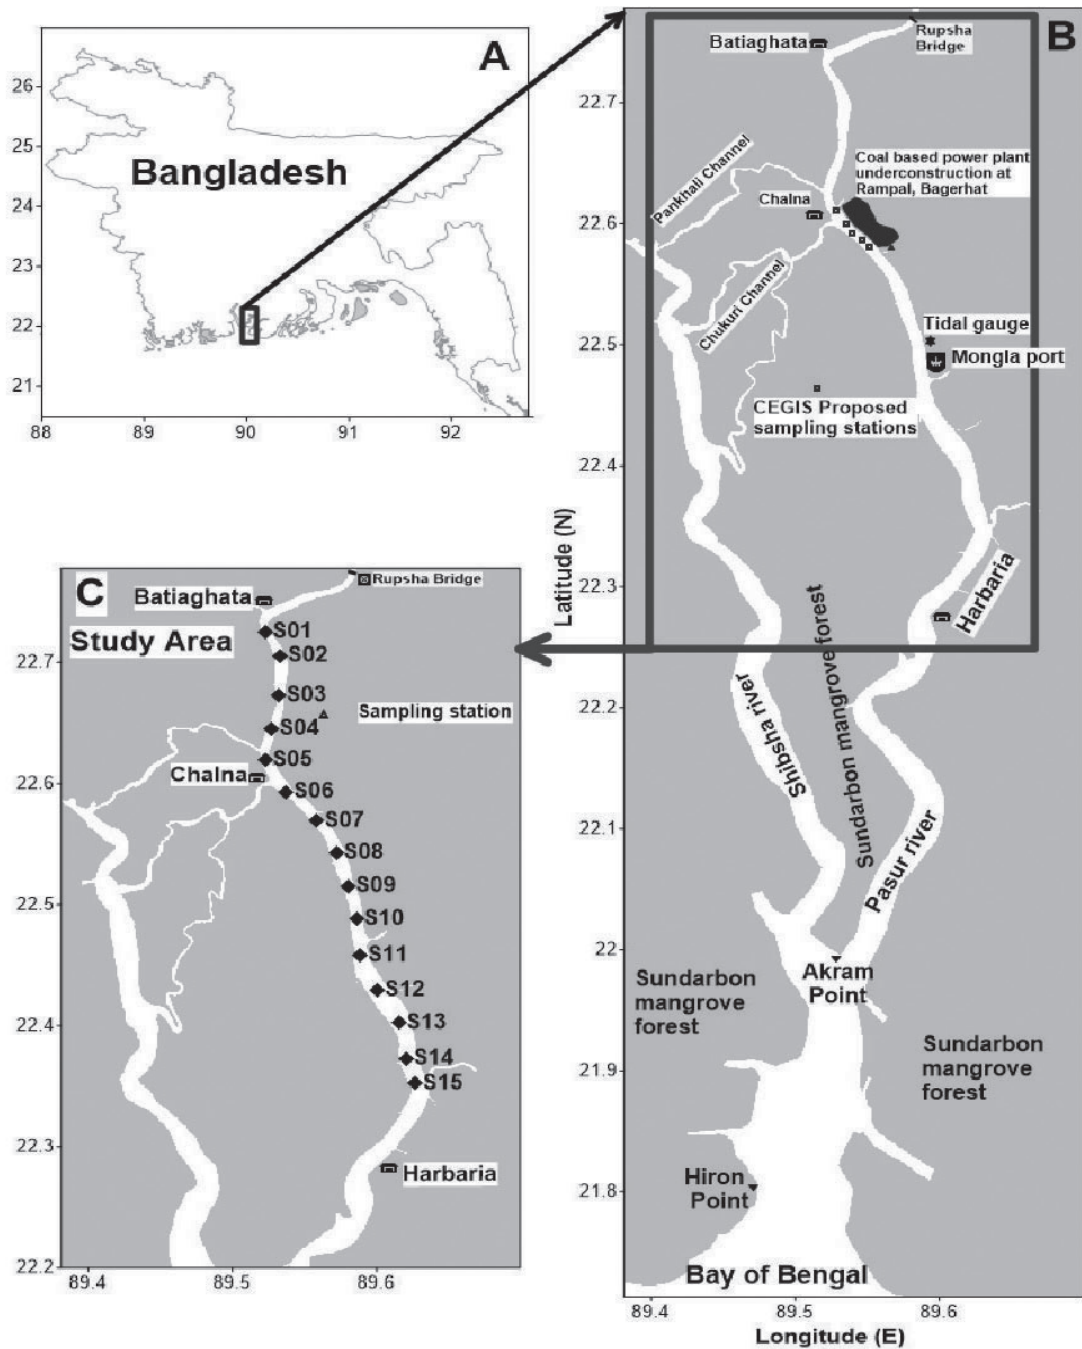 A
Bangladesh
26
25
24
23
22
21
88
89
90
91
92
B
Rupsha
Bridge
Batiaghata
22.7
Pankhali Channel
Coal based power plant
underconstruction at
Rampal, Bagerhat
Chalna
22.6
Chukuri Channel
Tidal gauge
22.5
Mongla port
CEGIS Proposed
sampling stations
22.4
Latitude (N)
22.3
Harbaria
Sundarbon mangrove forest
22.2
Shibsha river
22.1
Pasur river
22
Akram
Point
Sundarbon
mangrove
forest
Sundarbon
mangrove
forest
21.9
Hiron
Point
21.8
Bay of Bengal
89.4
89.5
89.6
Longitude (E)
C
Rupsha Bridge
Batiaghata
Study Area
S01
S02
22.7
S03
Sampling station
S04
S05
Chalna
22.6
S06
S07
S08
S09
22.5
S10
S11
S12
S13
22.4
S14
S15
22.3
Harbaria
22.2
89.4
89.5
89.6